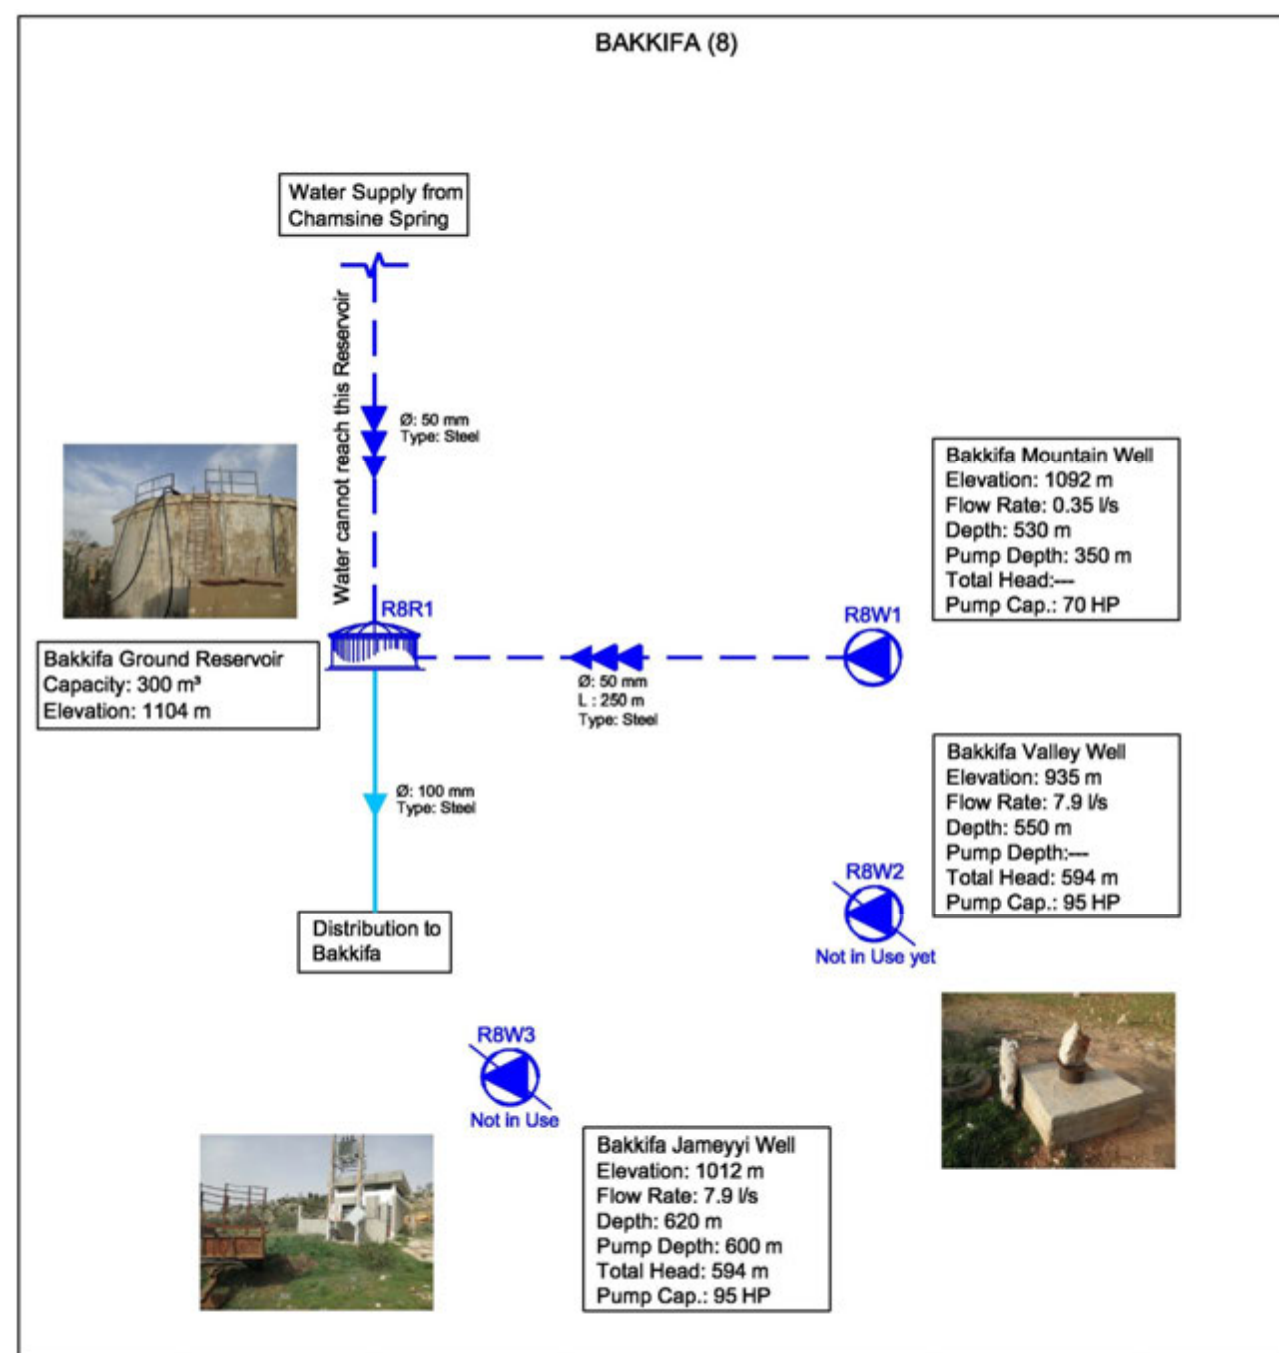 BAKKIFA (8)
Water Supply from
Chamsine Spring
Water cannot reach this Reservoir
Ø: 50 mm
Type: Steel
R8R1
Bakkifa Ground Reservoir
Capacity: 300 m³
Elevation: 1104 m
Ø: 50 mm
L : 250 m
Type: Steel
R8W1
Bakkifa Mountain Well
Elevation: 1092 m
Flow Rate: 0.35 l/s
Depth: 530 m
Pump Depth: 350 m
Total Head:---
Pump Cap.: 70 HP
Ø: 100 mm
Type: Steel
Distribution to
Bakkifa
R8W2
Not in Use yet
Bakkifa Valley Well
Elevation: 935 m
Flow Rate: 7.9 l/s
Depth: 550 m
Pump Depth:---
Total Head: 594 m
Pump Cap.: 95 HP
R8W3
Not in Use
Bakkifa Jameyyi Well
Elevation: 1012 m
Flow Rate: 7.9 l/s
Depth: 620 m
Pump Depth: 600 m
Total Head: 594 m
Pump Cap.: 95 HP